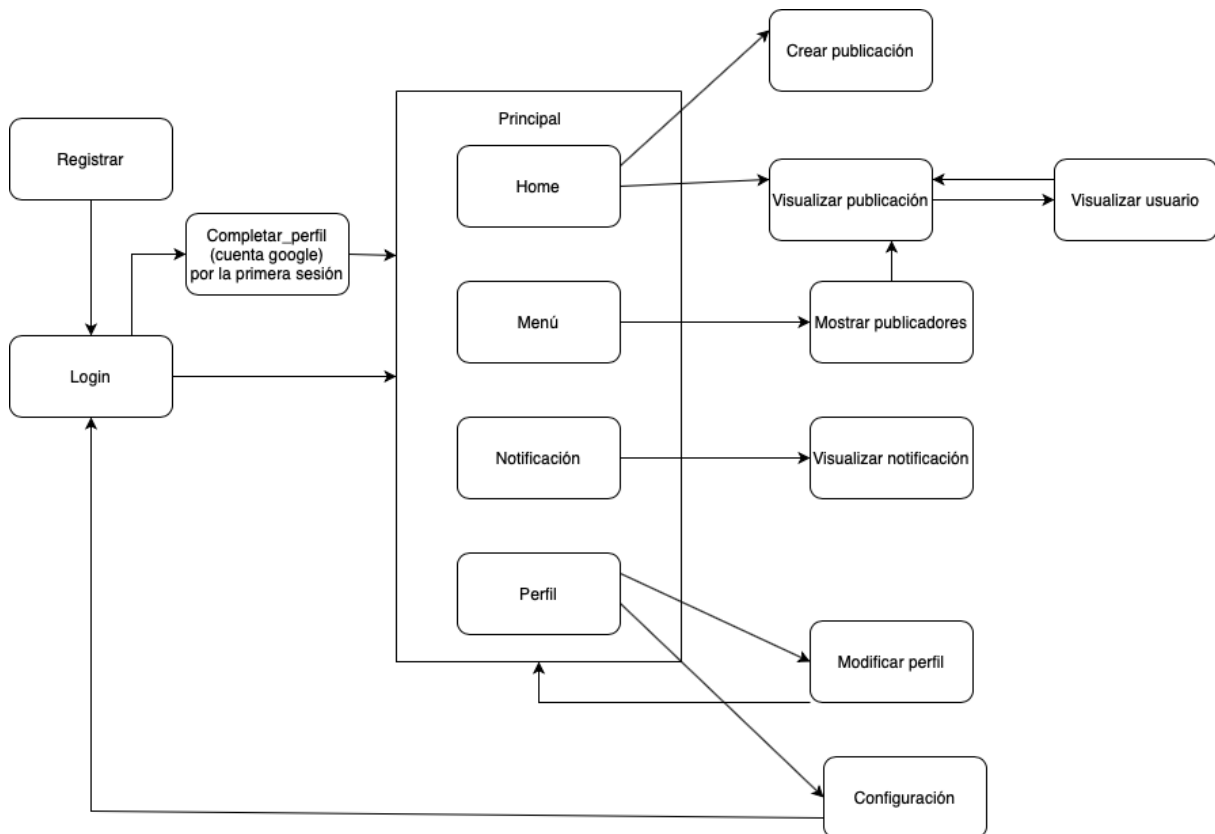 Crear publicación
Principal
Registrar
Home
Visualizar publicación
Visualizar usuario
Completar_perfil
(cuenta google)
por la primera sesión
Menú
Mostrar publicadores
Login
Notificación
Visualizar notificación
Perfil
Modificar perfil
Configuración